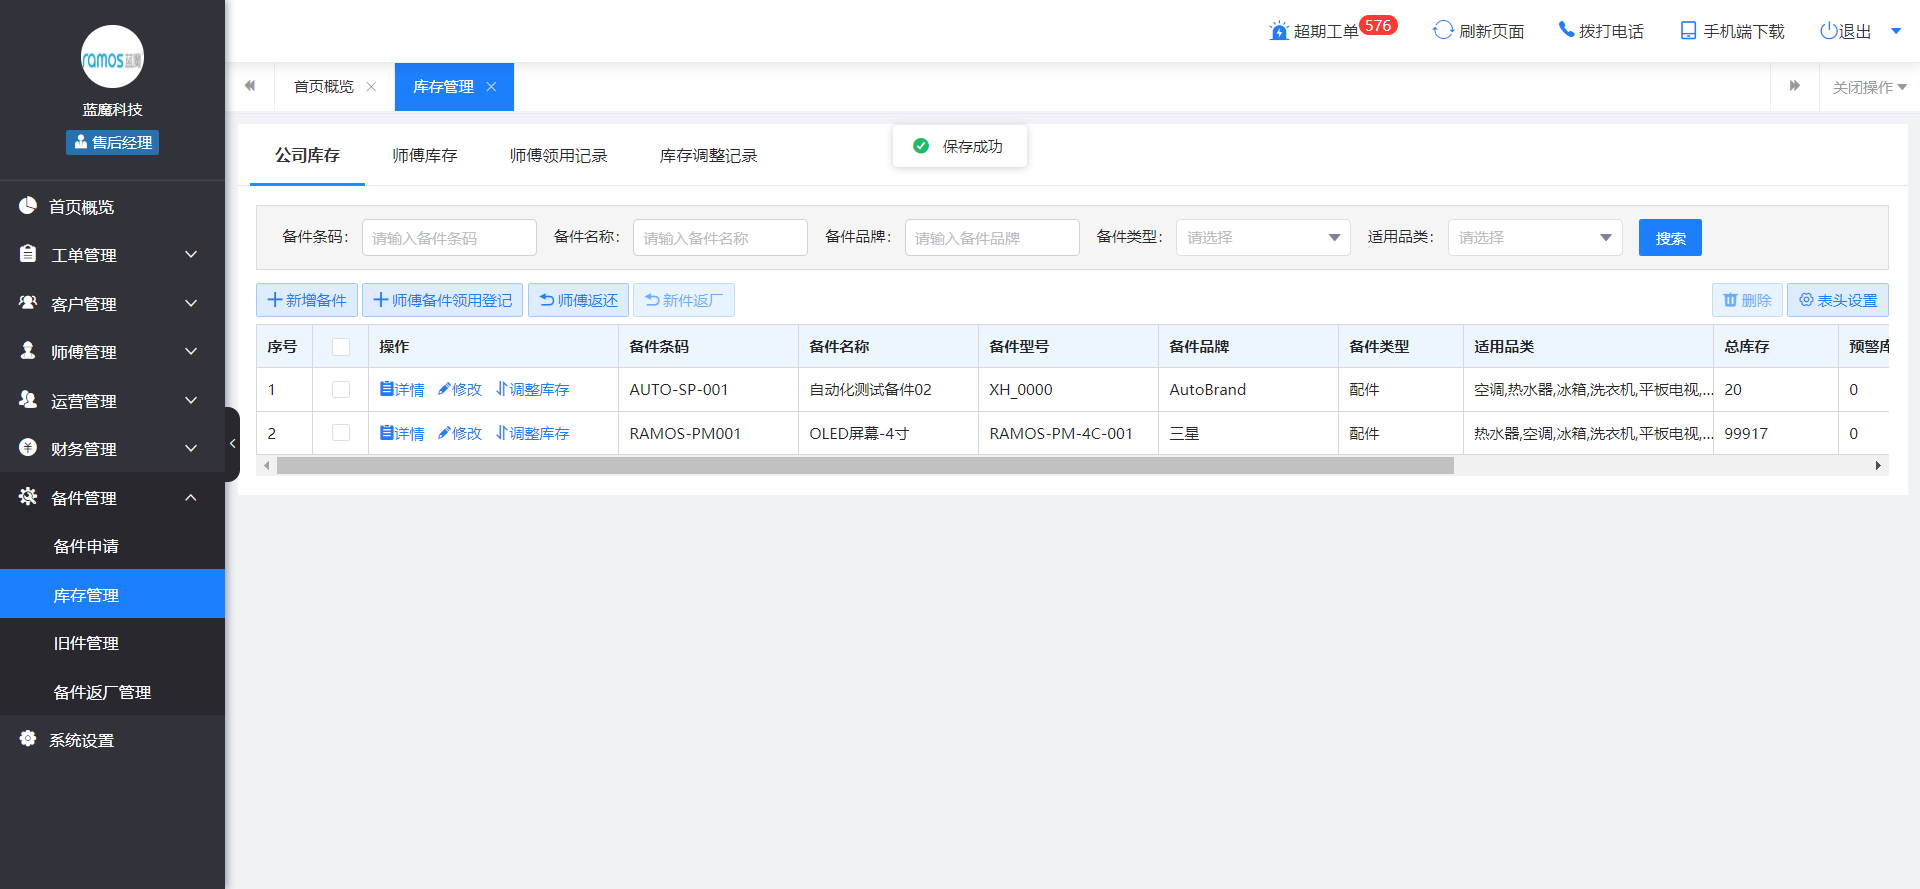 ramos蓝魔
蓝魔科技
售后经理
首页概览
工单管理
客户管理
师傅管理
运营管理
财务管理
备件管理
备件申请
库存管理
旧件管理
备件返厂管理
系统设置
超期工单 576 刷新页面 拨打电话 手机端下载 退出
首页概览 库存管理 关闭操作
公司库存 师傅库存 师傅领用记录 库存调整记录
保存成功
备件条码： 请输入备件条码 备件名称： 请输入备件名称 备件品牌： 请输入备件品牌 备件类型： 请选择 适用品类： 请选择 搜索
新增备件 师傅备件领用登记 师傅返还 新件返厂 删除 表头设置
序号 操作 备件条码 备件名称 备件型号 备件品牌 备件类型 适用品类 总库存 预警库
1 详情 修改 调整库存 AUTO-SP-001 自动化测试备件02 XH_0000 AutoBrand 配件 空调,热水器,冰箱,洗衣机,平板电视,... 20 0
2 详情 修改 调整库存 RAMOS-PM001 OLED屏幕-4寸 RAMOS-PM-4C-001 三星 配件 热水器,空调,冰箱,洗衣机,平板电视,... 99917 0